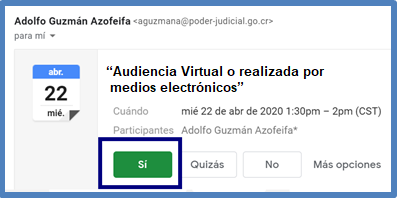 Adolfo Guzmán Azofeifa <aguzmana@poder-judicial.go.cr>
para mí
abr.
22
mié.
“Audiencia Virtual o realizada por
medios electrónicos”
Cuándo mié 22 de abr de 2020 1:30pm – 2pm (CST)
Participantes Adolfo Guzmán Azofeifa*
Sí Quizás No Más opciones